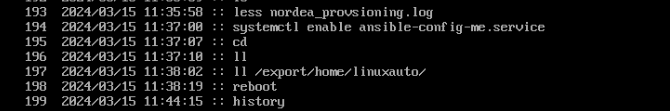 193 2024/03/15 11:35:58 :: less nordea_provsioning.log
194 2024/03/15 11:37:00 :: systemctl enable ansible-config-me.service
195 2024/03/15 11:37:07 :: cd
196 2024/03/15 11:37:10 :: ll
197 2024/03/15 11:38:02 :: ll /export/home/linuxauto/
198 2024/03/15 11:38:19 :: reboot
199 2024/03/15 11:44:15 :: history